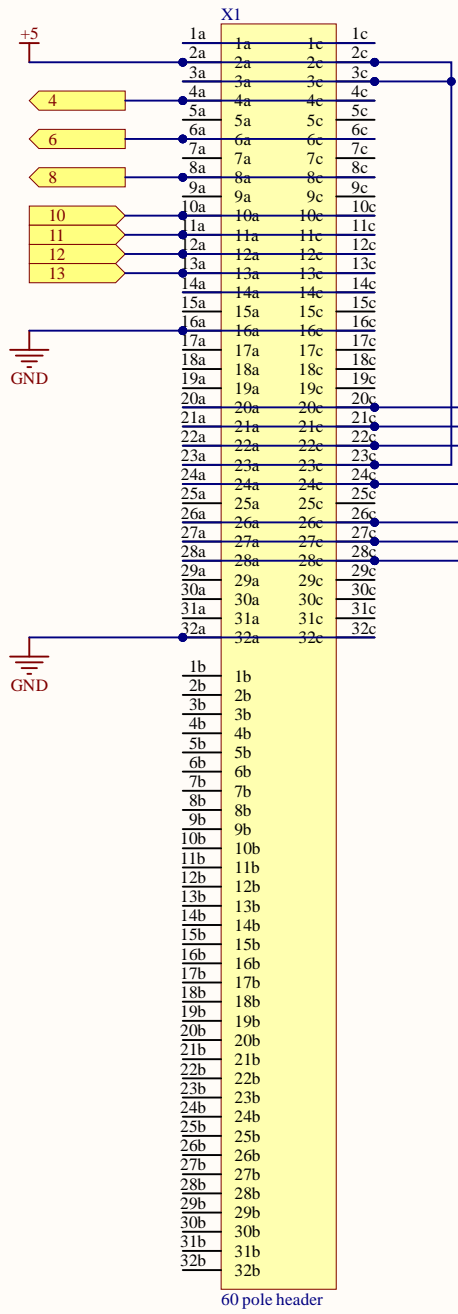 X1
+5
1a 1a 1c 1c
2a 2a 2c 2c
3a 3a 3c 3c
4 4a 4a 4c 4c
5a 5a 5c 5c
6 6a 6a 6c 6c
7a 7a 7c 7c
8 8a 8a 8c 8c
9a 9a 9c 9c
10 10a 10a 10c 10c
11 11a 11a 11c 11c
12 12a 12a 12c 12c
13 13a 13a 13c 13c
14a 14a 14c 14c
15a 15a 15c 15c
16a 16a 16c 16c
17a 17a 17c 17c
18a 18a 18c 18c
GND
19a 19a 19c 19c
20a 20a 20c 20c
21a 21a 21c 21c
22a 22a 22c 22c
23a 23a 23c 23c
24a 24a 24c 24c
25a 25a 25c 25c
26a 26a 26c 26c
27a 27a 27c 27c
28a 28a 28c 28c
29a 29a 29c 29c
30a 30a 30c 30c
31a 31a 31c 31c
32a 32a 32c 32c
GND
1b 1b
2b 2b
3b 3b
4b 4b
5b 5b
6b 6b
7b 7b
8b 8b
9b 9b
10b 10b
11b 11b
12b 12b
13b 13b
14b 14b
15b 15b
16b 16b
17b 17b
18b 18b
19b 19b
20b 20b
21b 21b
22b 22b
23b 23b
24b 24b
25b 25b
26b 26b
27b 27b
28b 28b
29b 29b
30b 30b
31b 31b
32b 32b
60 pole header